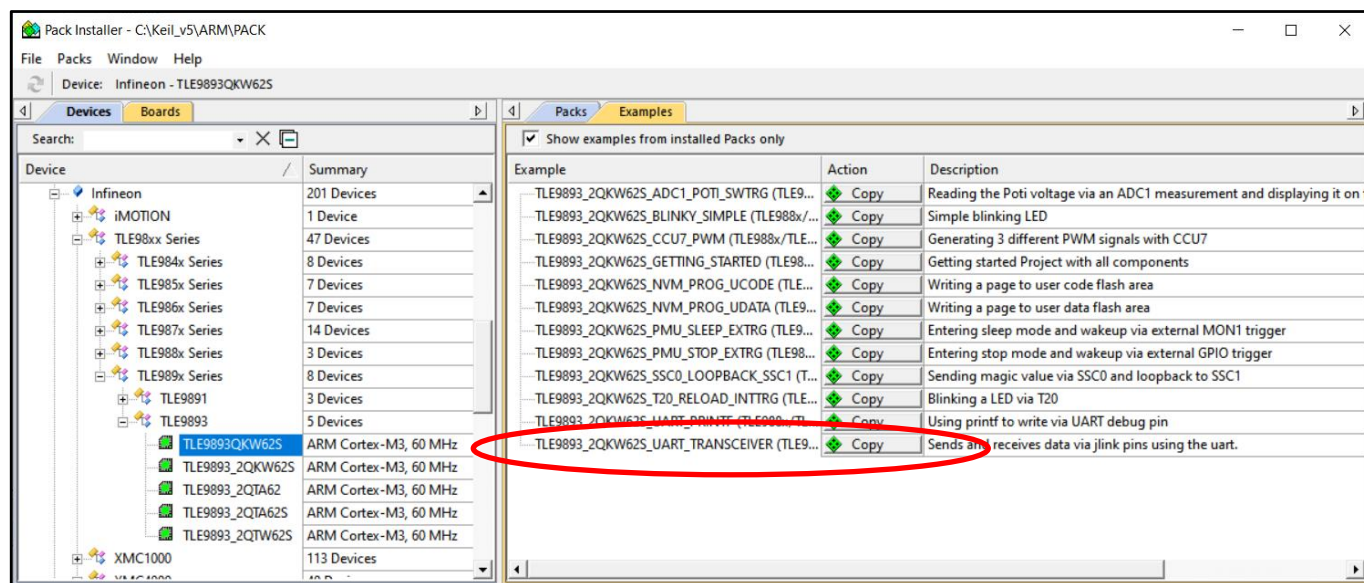 Pack Installer - C:\Keil_v5\ARM\PACK
File Packs Window Help
Device: Infineon - TLE9893QKW62S
Devices Boards
Search:
Device Summary
Infineon 201 Devices
iMOTION 1 Device
TLE98xx Series 47 Devices
TLE984x Series 8 Devices
TLE985x Series 7 Devices
TLE986x Series 7 Devices
TLE987x Series 14 Devices
TLE988x Series 3 Devices
TLE989x Series 8 Devices
TLE9891 3 Devices
TLE9893 5 Devices
TLE9893QKW62S ARM Cortex-M3, 60 MHz
TLE9893_2QKW62S ARM Cortex-M3, 60 MHz
TLE9893_2QTA62 ARM Cortex-M3, 60 MHz
TLE9893_2QTA62S ARM Cortex-M3, 60 MHz
TLE9893_2QTW62S ARM Cortex-M3, 60 MHz
XMC1000 113 Devices
Packs Examples
Show examples from installed Packs only
Example Action Description
TLE9893_2QKW62S_ADC1_POTI_SWTRG (TLE9... Copy Reading the Poti voltage via an ADC1 measurement and displaying it on
TLE9893_2QKW62S_BLINKY_SIMPLE (TLE988x/... Copy Simple blinking LED
TLE9893_2QKW62S_CCU7_PWM (TLE988x/TLE... Copy Generating 3 different PWM signals with CCU7
TLE9893_2QKW62S_GETTING_STARTED (TLE98... Copy Getting started Project with all components
TLE9893_2QKW62S_NVM_PROG_UCODE (TLE... Copy Writing a page to user code flash area
TLE9893_2QKW62S_NVM_PROG_UDATA (TLE9... Copy Writing a page to user data flash area
TLE9893_2QKW62S_PMU_SLEEP_EXTRG (TLE9... Copy Entering sleep mode and wakeup via external MON1 trigger
TLE9893_2QKW62S_PMU_STOP_EXTRG (TLE98... Copy Entering stop mode and wakeup via external GPIO trigger
TLE9893_2QKW62S_SSC0_LOOPBACK_SSC1 (T... Copy Sending magic value via SSC0 and loopback to SSC1
TLE9893_2QKW62S_T20_RELOAD_INTTRG (TLE... Copy Blinking a LED via T20
TLE9893_2QKW62S_UART_PRINTF (TLE988x/TL... Copy Using printf to write via UART debug pin
TLE9893_2QKW62S_UART_TRANSCEIVER (TLE9... Copy Sends and receives data via jlink pins using the uart.